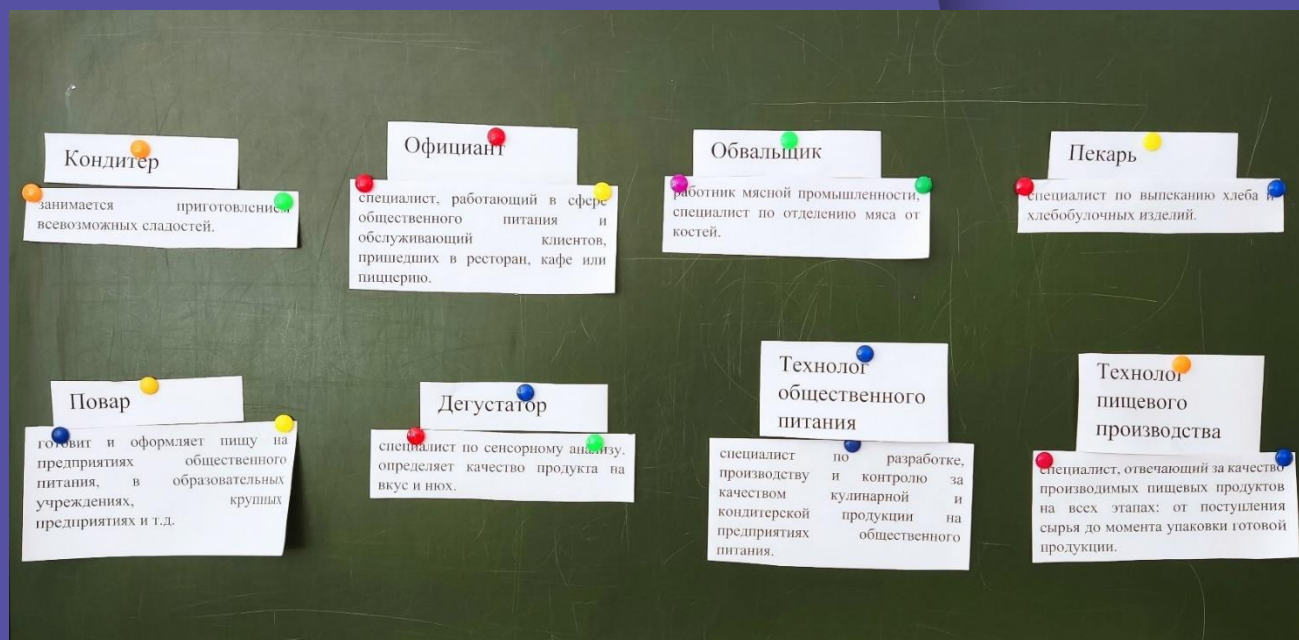 Кондитер
занимается приготовлением
всевозможных сладостей.
Официант
специалист, работающий в сфере
общественного питания и
обслуживающий клиентов,
пришедших в ресторан, кафе или
пиццерию.
Обвальщик
работник мясной промышленности,
специалист по отделению мяса от
костей.
Пекарь
специалист по выпеканию хлеба и
хлебобулочных изделий.
Повар
готовит и оформляет пищу на
предприятиях общественного
питания, в образовательных
учреждениях, крупных
предприятиях и т.д.
Дегустатор
специалист по сенсорному анализу.
определяет качество продукта на
вкус и нюх.
Технолог
общественного
питания
специалист по разработке,
производству и контролю за
качеством кулинарной и
кондитерской продукции на
предприятиях общественного
питания.
Технолог
пищевого
производства
специалист, отвечающий за качество
производимых пищевых продуктов
на всех этапах: от поступления
сырья до момента упаковки готовой
продукции.